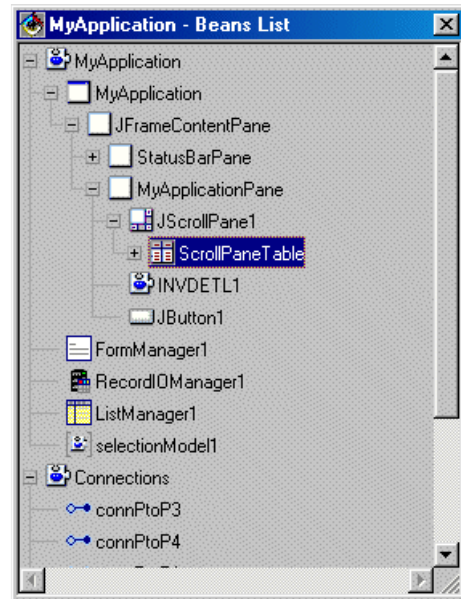 MyApplication - Beans List
MyApplication
MyApplication
JFrameContentPane
StatusBarPane
MyApplicationPane
JScrollPane1
ScrollPaneTable
INVDETL1
JButton1
FormManager1
RecordIOManager1
ListManager1
selectionModel1
Connections
connPtoP3
connPtoP4